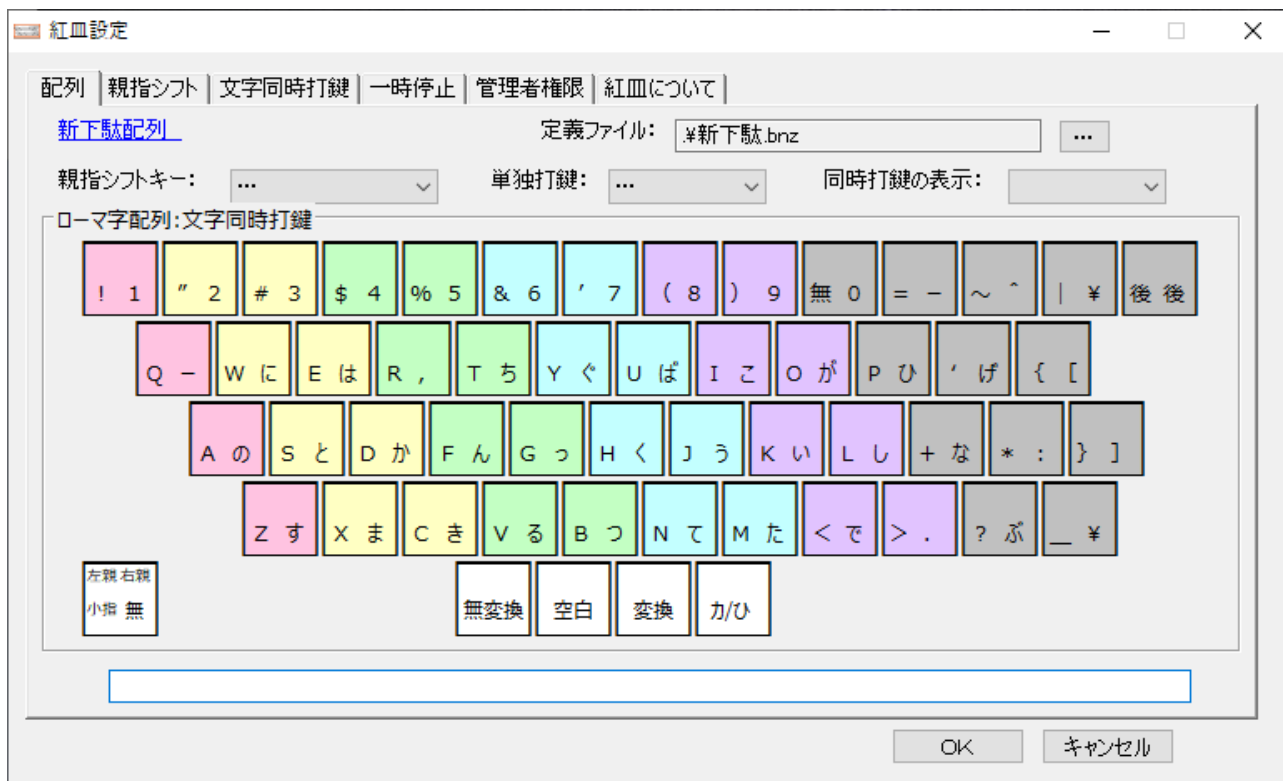 紅皿設定
配列 親指シフト 文字同時打鍵 一時停止 管理者権限 紅皿について
新下駄配列 定義ファイル: .¥新下駄.bnz ...
親指シフトキー: ... 単独打鍵: ... 同時打鍵の表示:
ローマ字配列:文字同時打鍵
! 1 ” 2 # 3 $ 4 % 5 & 6 ’ 7 ( 8 ) 9 無 0 = − ～ ＾ | ¥ 後 後
Q ー W に E は R , T ち Y ぐ U ば I こ O が P ひ ‘ げ { [
A の S と D か F ん G っ H く J う K い L し + な * : } ]
Z す X ま C き V る B つ N て M た < で > . ? ぶ ＿ ¥
左親 右親
小指 無 無変換 空白 変換 カ/ひ
OK キャンセル